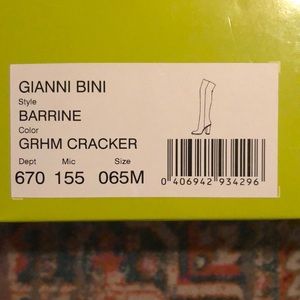 GIANNI BINI
Style
BARRINE
Color
GRHM CRACKER
Dept Mic Size
670 155 065M
0 406942 934296